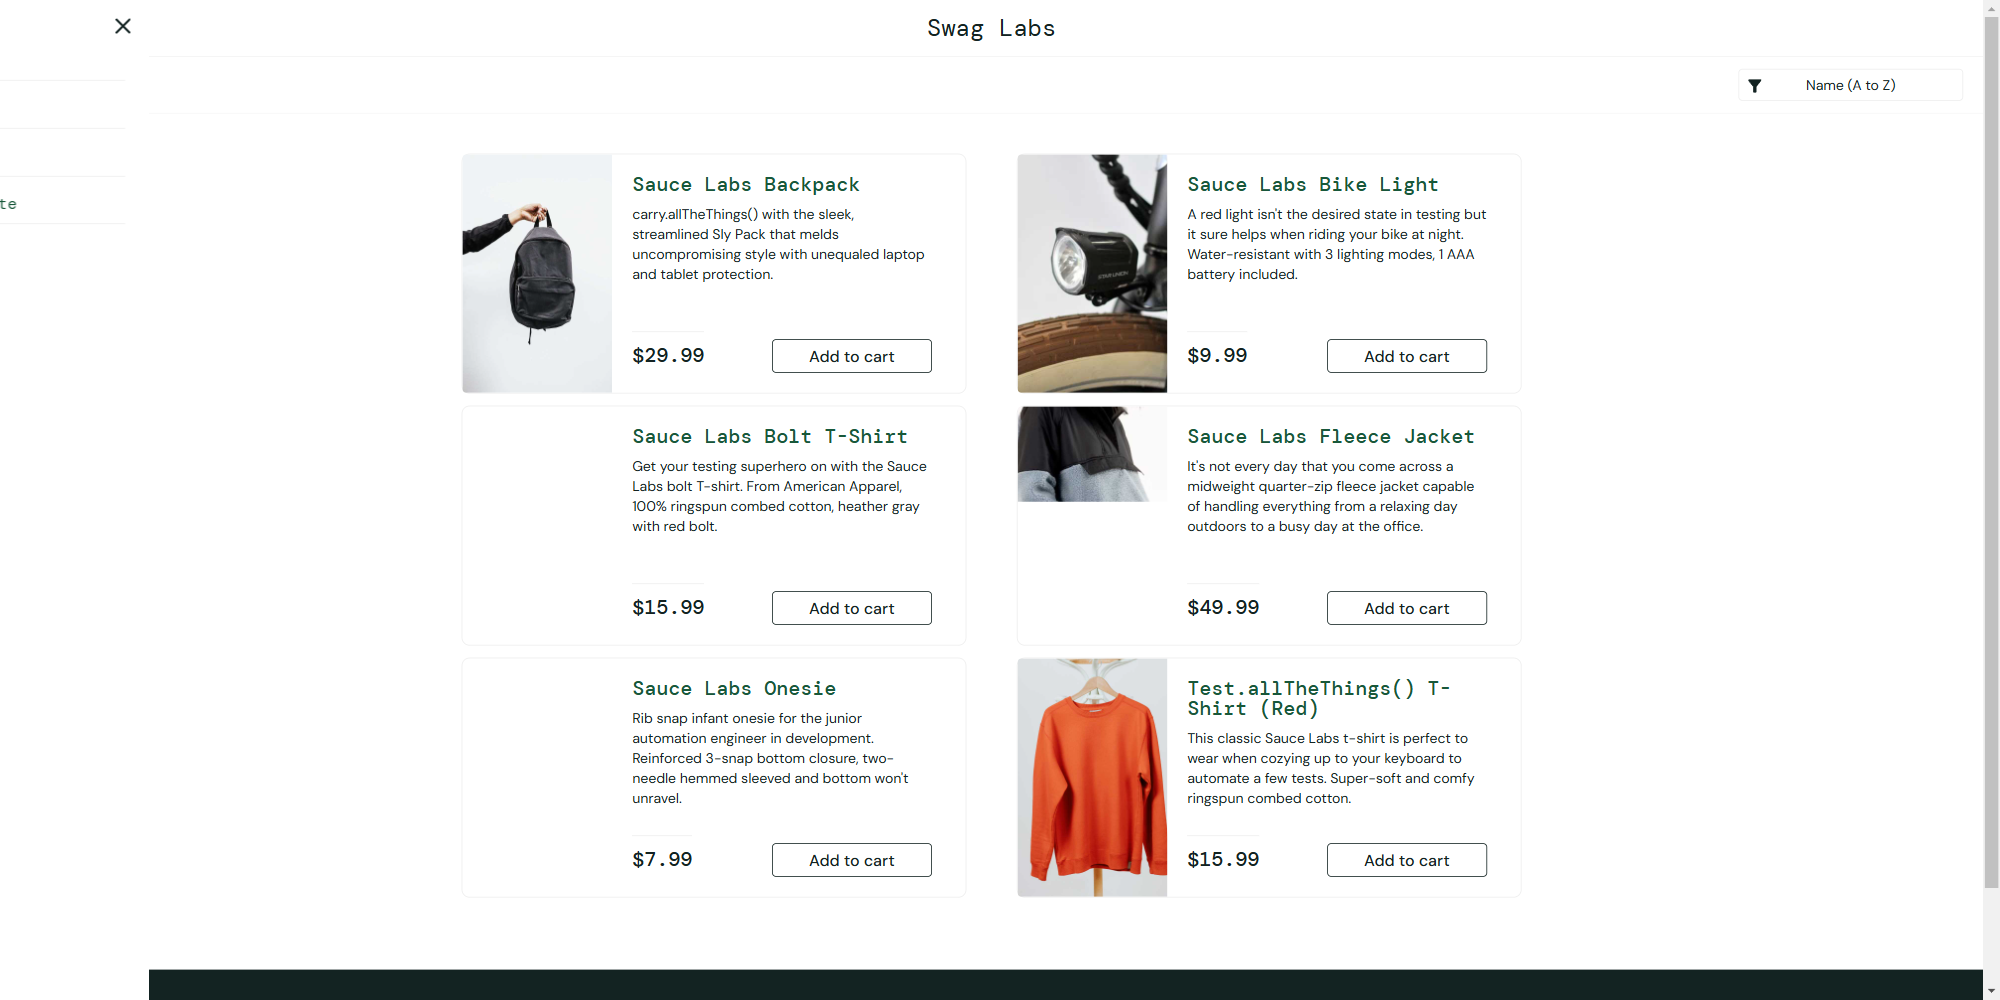 Swag Labs
Name (A to Z)
te
Sauce Labs Backpack
carry.allTheThings() with the sleek,
streamlined Sly Pack that melds
uncompromising style with unequaled laptop
and tablet protection.
$29.99
Add to cart
Sauce Labs Bike Light
A red light isn't the desired state in testing but
it sure helps when riding your bike at night.
Water-resistant with 3 lighting modes, 1 AAA
battery included.
$9.99
Add to cart
Sauce Labs Bolt T-Shirt
Get your testing superhero on with the Sauce
Labs bolt T-shirt. From American Apparel,
100% ringspun combed cotton, heather gray
with red bolt.
$15.99
Add to cart
Sauce Labs Fleece Jacket
It's not every day that you come across a
midweight quarter-zip fleece jacket capable
of handling everything from a relaxing day
outdoors to a busy day at the office.
$49.99
Add to cart
Sauce Labs Onesie
Rib snap infant onesie for the junior
automation engineer in development.
Reinforced 3-snap bottom closure, two-
needle hemmed sleeved and bottom won't
unravel.
$7.99
Add to cart
Test.allTheThings() T-
Shirt (Red)
This classic Sauce Labs t-shirt is perfect to
wear when cozying up to your keyboard to
automate a few tests. Super-soft and comfy
ringspun combed cotton.
$15.99
Add to cart